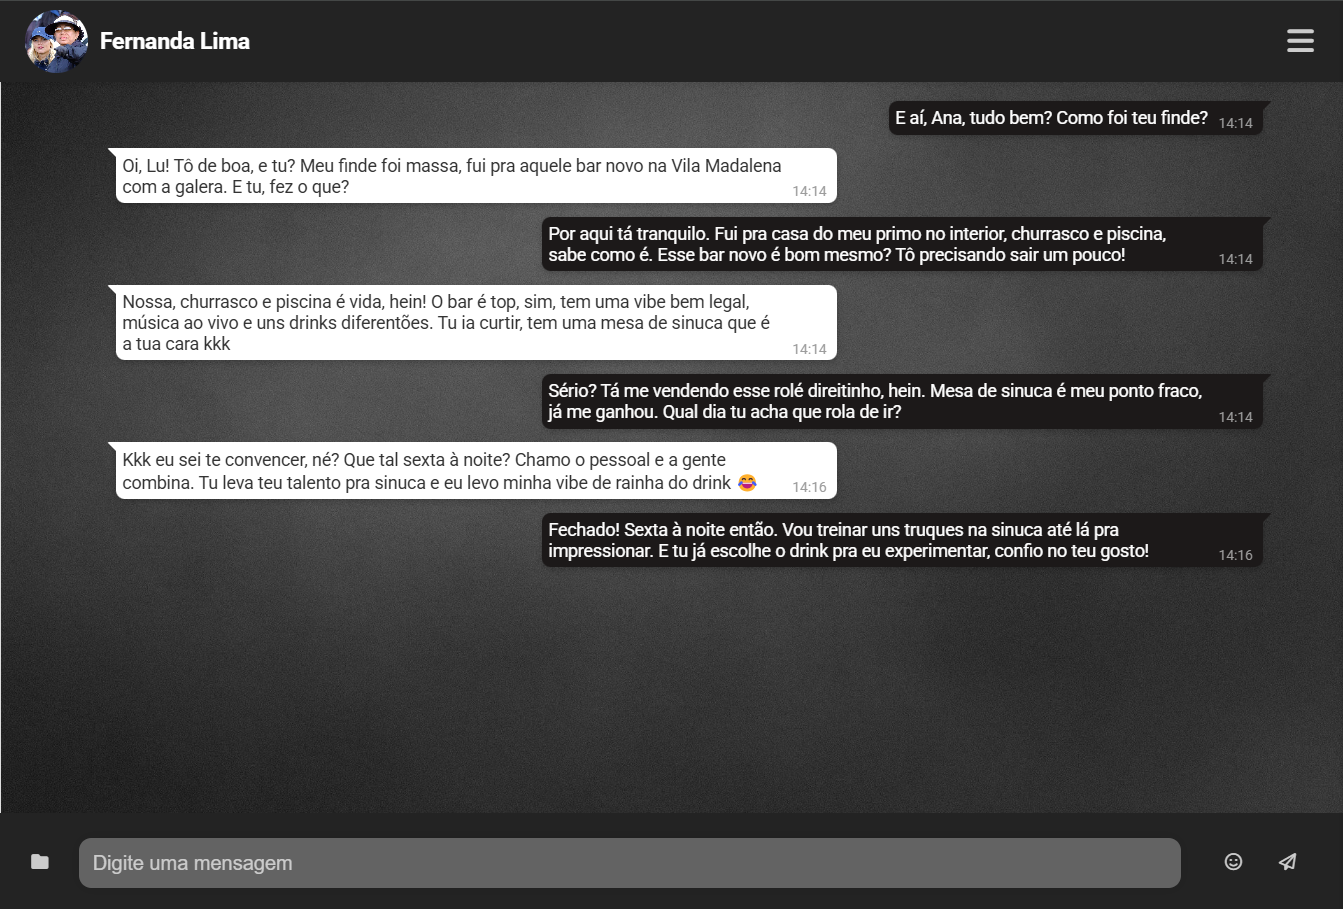 Fernanda Lima
E aí, Ana, tudo bem? Como foi teu finde? 14:14
Oi, Lu! Tô de boa, e tu? Meu finde foi massa, fui pra aquele bar novo na Vila Madalena
com a galera. E tu, fez o que? 14:14
Por aqui tá tranquilo. Fui pra casa do meu primo no interior, churrasco e piscina,
sabe como é. Esse bar novo é bom mesmo? Tô precisando sair um pouco! 14:14
Nossa, churrasco e piscina é vida, hein! O bar é top, sim, tem uma vibe bem legal,
música ao vivo e uns drinks diferentões. Tu ia curtir, tem uma mesa de sinuca que é
a tua cara kkk 14:14
Sério? Tá me vendendo esse rolé direitinho, hein. Mesa de sinuca é meu ponto fraco,
já me ganhou. Qual dia tu acha que rola de ir? 14:14
Kkk eu sei te convencer, né? Que tal sexta à noite? Chamo o pessoal e a gente
combina. Tu leva teu talento pra sinuca e eu levo minha vibe de rainha do drink 😂 14:16
Fechado! Sexta à noite então. Vou treinar uns truques na sinuca até lá pra
impressionar. E tu já escolhe o drink pra eu experimentar, confio no teu gosto! 14:16
Digite uma mensagem